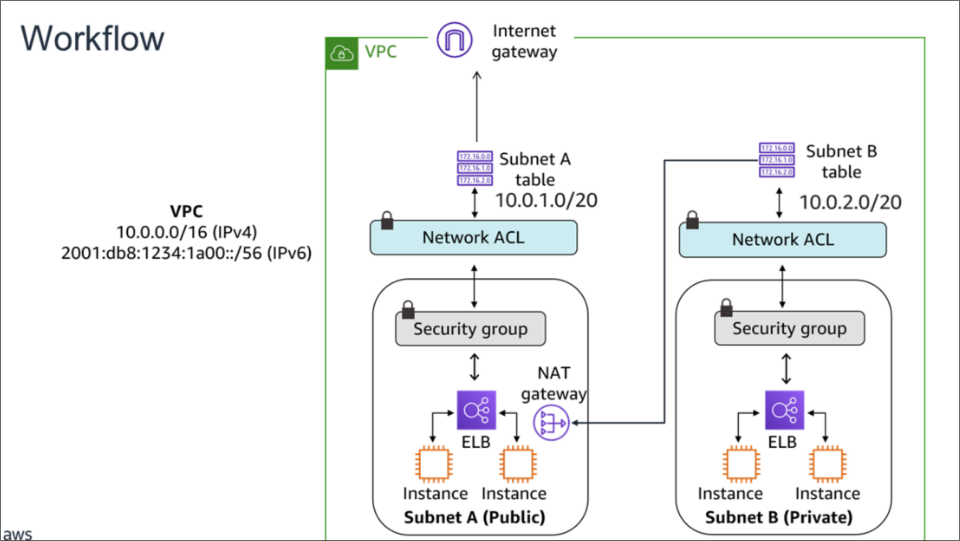 Workflow
Internet
gateway
VPC
172.16.0.0
172.16.1.0
172.16.2.0
Subnet A
table
10.0.1.0/20
172.16.0.0
172.16.1.0
172.16.2.0
Subnet B
table
10.0.2.0/20
VPC
10.0.0.0/16 (IPv4)
2001:db8:1234:1a00::/56 (IPv6)
Network ACL
Network ACL
Security group
Security group
NAT
gateway
ELB
ELB
Instance
Instance
Instance
Instance
Subnet A (Public)
Subnet B (Private)
aws